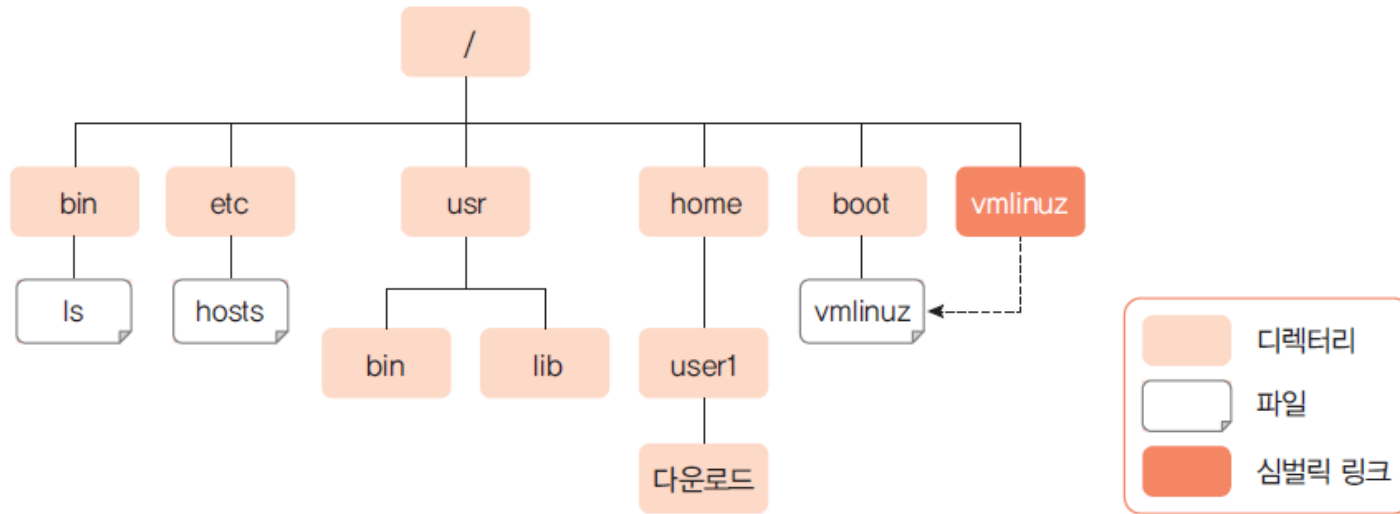 /
bin
etc
usr
home
boot
vmlinuz
ls
hosts
vmlinuz
bin
lib
user1
다운로드
디렉터리
파일
심벌릭 링크